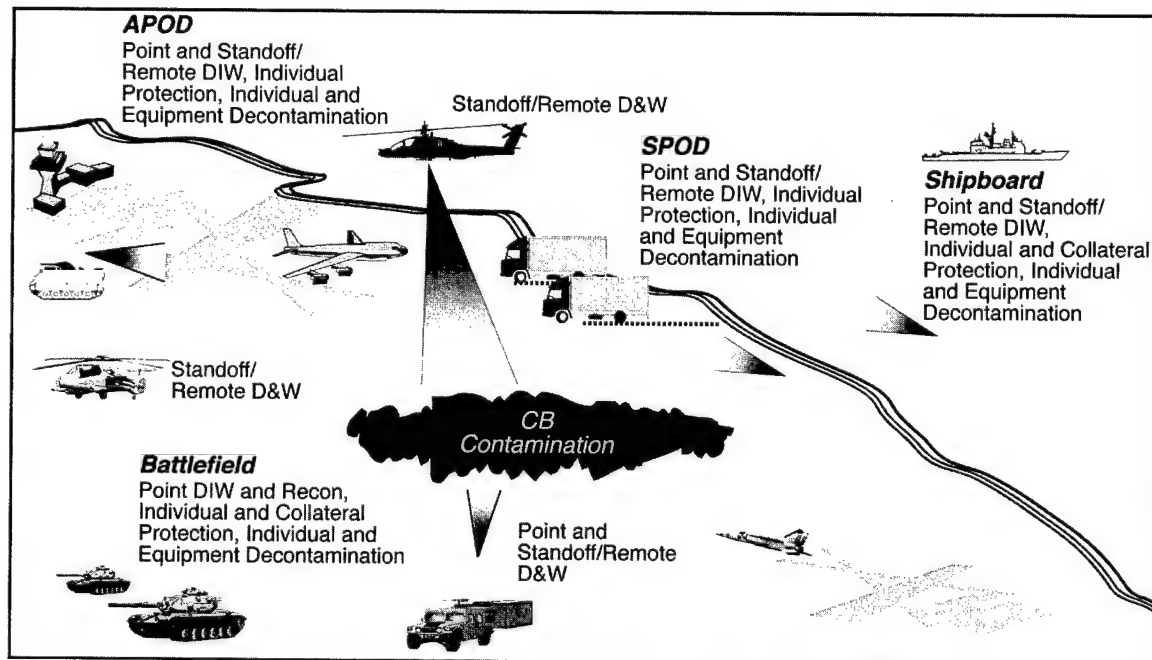 APOD
Point and Standoff/
Remote DIW, Individual
Protection, Individual and
Equipment Decontamination
Standoff/Remote D&W
SPOD
Point and Standoff/
Remote DIW, Individual
Protection, Individual
and Equipment
Decontamination
Shipboard
Point and Standoff/
Remote DIW,
Individual and Collateral
Protection, Individual
and Equipment
Decontamination
Standoff/
Remote D&W
CB
Contamination
Battlefield
Point DIW and Recon,
Individual and Collateral
Protection, Individual and
Equipment Decontamination
Point and
Standoff/Remote
D&W